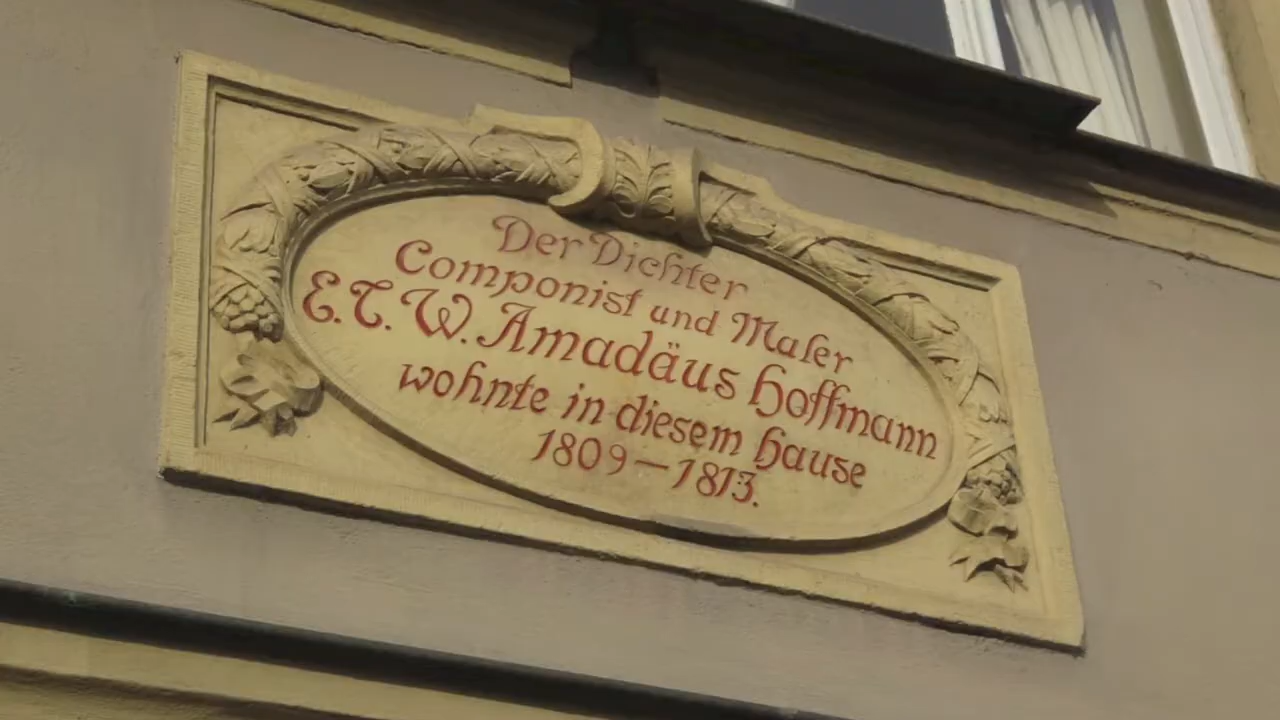 Der Dichter
Componist und Maler
E. T. W. Amadäus Hoffmann
wohnte in diesem Hause
1809–1813.